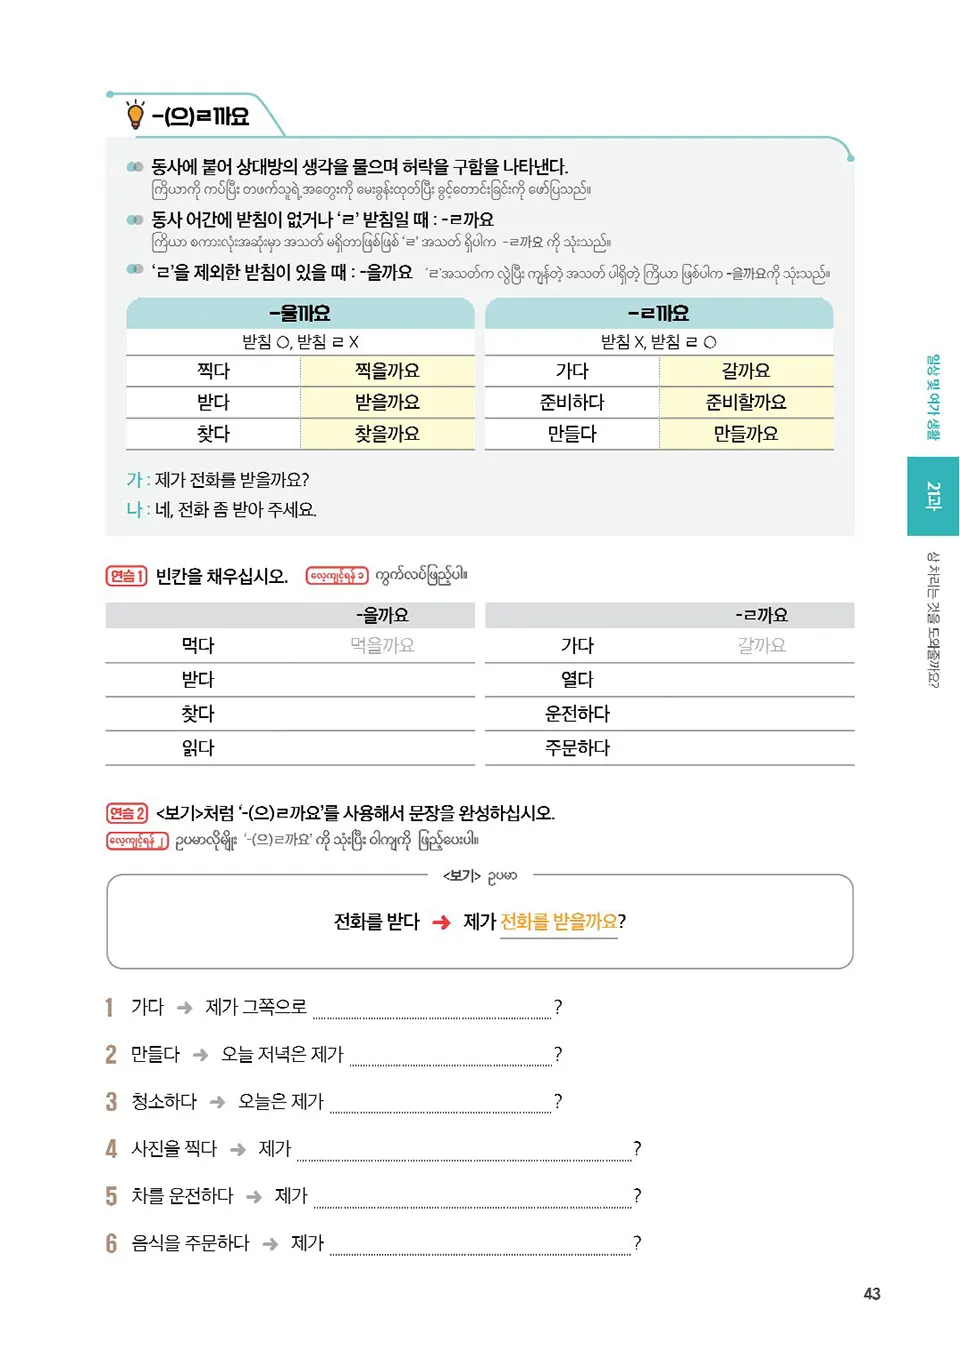 -(으)ㄹ까요
동사에 붙어 상대방의 생각을 물으며 허락을 구함을 나타낸다.
ကြိယာကို ကပ်ပြီး တဖက်သူရဲ့ အတွေးကို မေးခွန်းထုတ်ပြီး ခွင့်တောင်းခြင်းကို ဖော်ပြသည်။
동사 어간에 받침이 없거나 ‘ㄹ’ 받침일 때 : -ㄹ까요
ကြိယာ စကားလုံးအဆုံးမှာ အသတ် မရှိတာဖြစ်ဖြစ် ‘ㄹ’ အသတ် ရှိပါက -ㄹ까요 ကို သုံးသည်။
‘ㄹ’을 제외한 받침이 있을 때 : -을까요 ‘ㄹ’အသတ်က လွဲပြီး ကျန်တဲ့ အသတ် ပါရှိတဲ့ ကြိယာ ဖြစ်ပါက -을까요ကို သုံးသည်။
-을까요 -ㄹ까요
받침 ○, 받침 ㄹ X 받침 X, 받침 ㄹ ○
찍다 찍을까요 가다 갈까요
받다 받을까요 준비하다 준비할까요
찾다 찾을까요 만들다 만들까요
가 : 제가 전화를 받을까요?
나 : 네, 전화 좀 받아 주세요.
연습 1 빈칸을 채우십시오. လေ့ကျင့်ရန် ၁ ကွက်လပ်ဖြည့်ပါ။
-을까요 -ㄹ까요
먹다 먹을까요 가다 갈까요
받다 열다
찾다 운전하다
읽다 주문하다
연습 2 <보기>처럼 ‘-(으)ㄹ까요’를 사용해서 문장을 완성하십시오.
လေ့ကျင့်ရန် ၂ ဥပမာလိုမျိုး ‘-(으)ㄹ까요’ ကို သုံးပြီး ဝါကျကို ဖြည့်ပေးပါ။
<보기> ဥပမာ
전화를 받다 ➜ 제가 전화를 받을까요?
1 가다 ➜ 제가 그쪽으로 ?
2 만들다 ➜ 오늘 저녁은 제가 ?
3 청소하다 ➜ 오늘은 제가 ?
4 사진을 찍다 ➜ 제가 ?
5 차를 운전하다 ➜ 제가 ?
6 음식을 주문하다 ➜ 제가 ?
일상 및 여가 생활
21과
상 차리는 것을 도와줄까요?
43